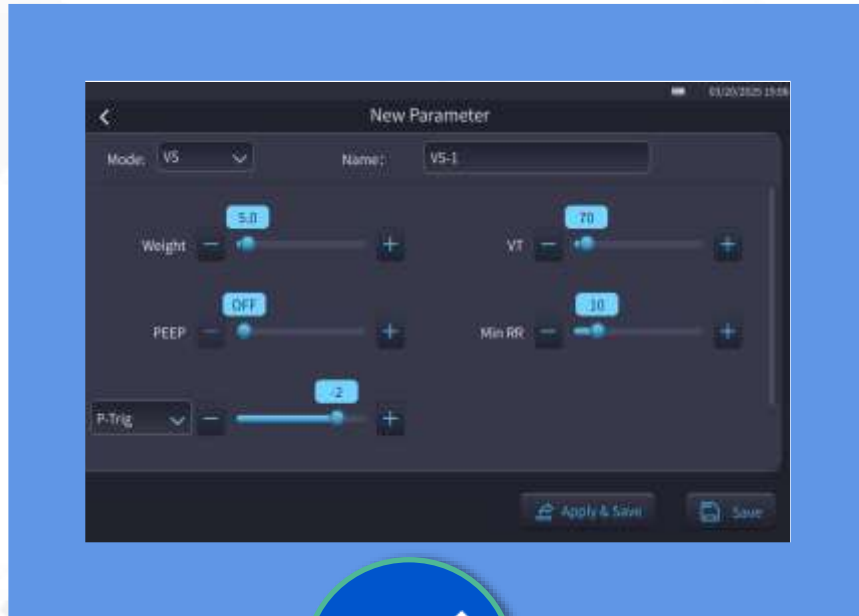 03/20/2025 15:06
New Parameter
Mode: VS Name: VS-1
5.0 70
Weight VT
OFF 10
PEEP Min RR
-2
P-Trig
Apply & Save Save